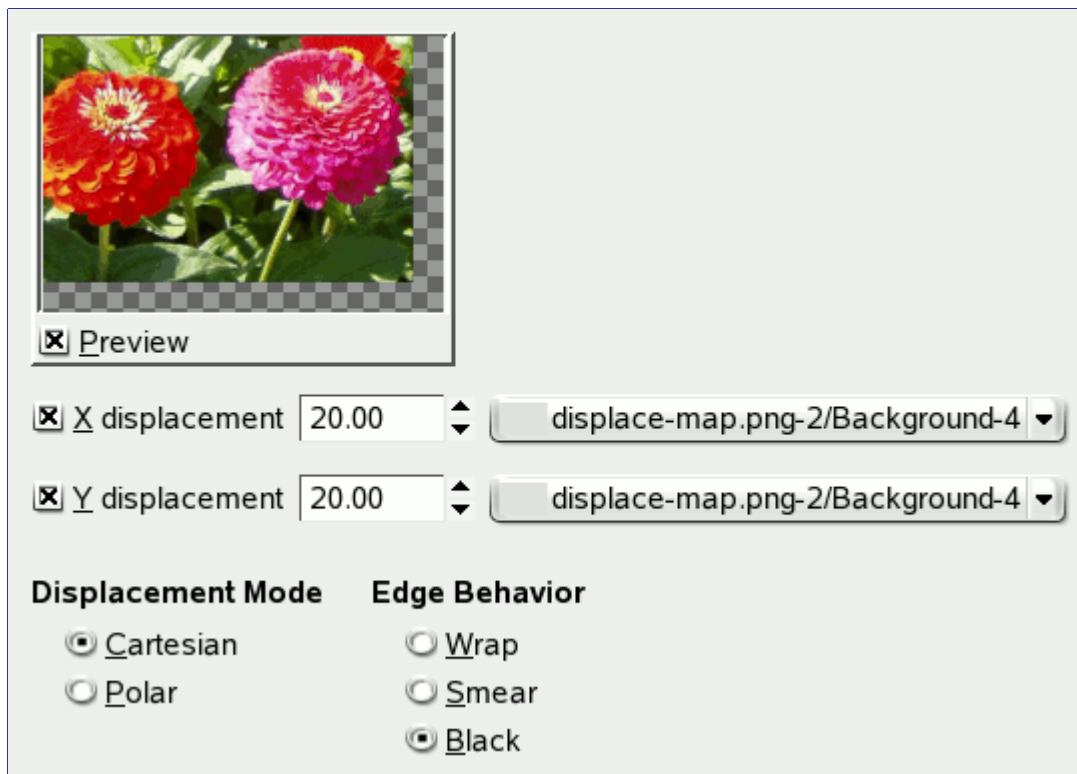 Preview
X displacement 20.00 displace-map.png-2/Background-4
Y displacement 20.00 displace-map.png-2/Background-4
Displacement Mode Edge Behavior
Cartesian Wrap
Polar Smear
Black